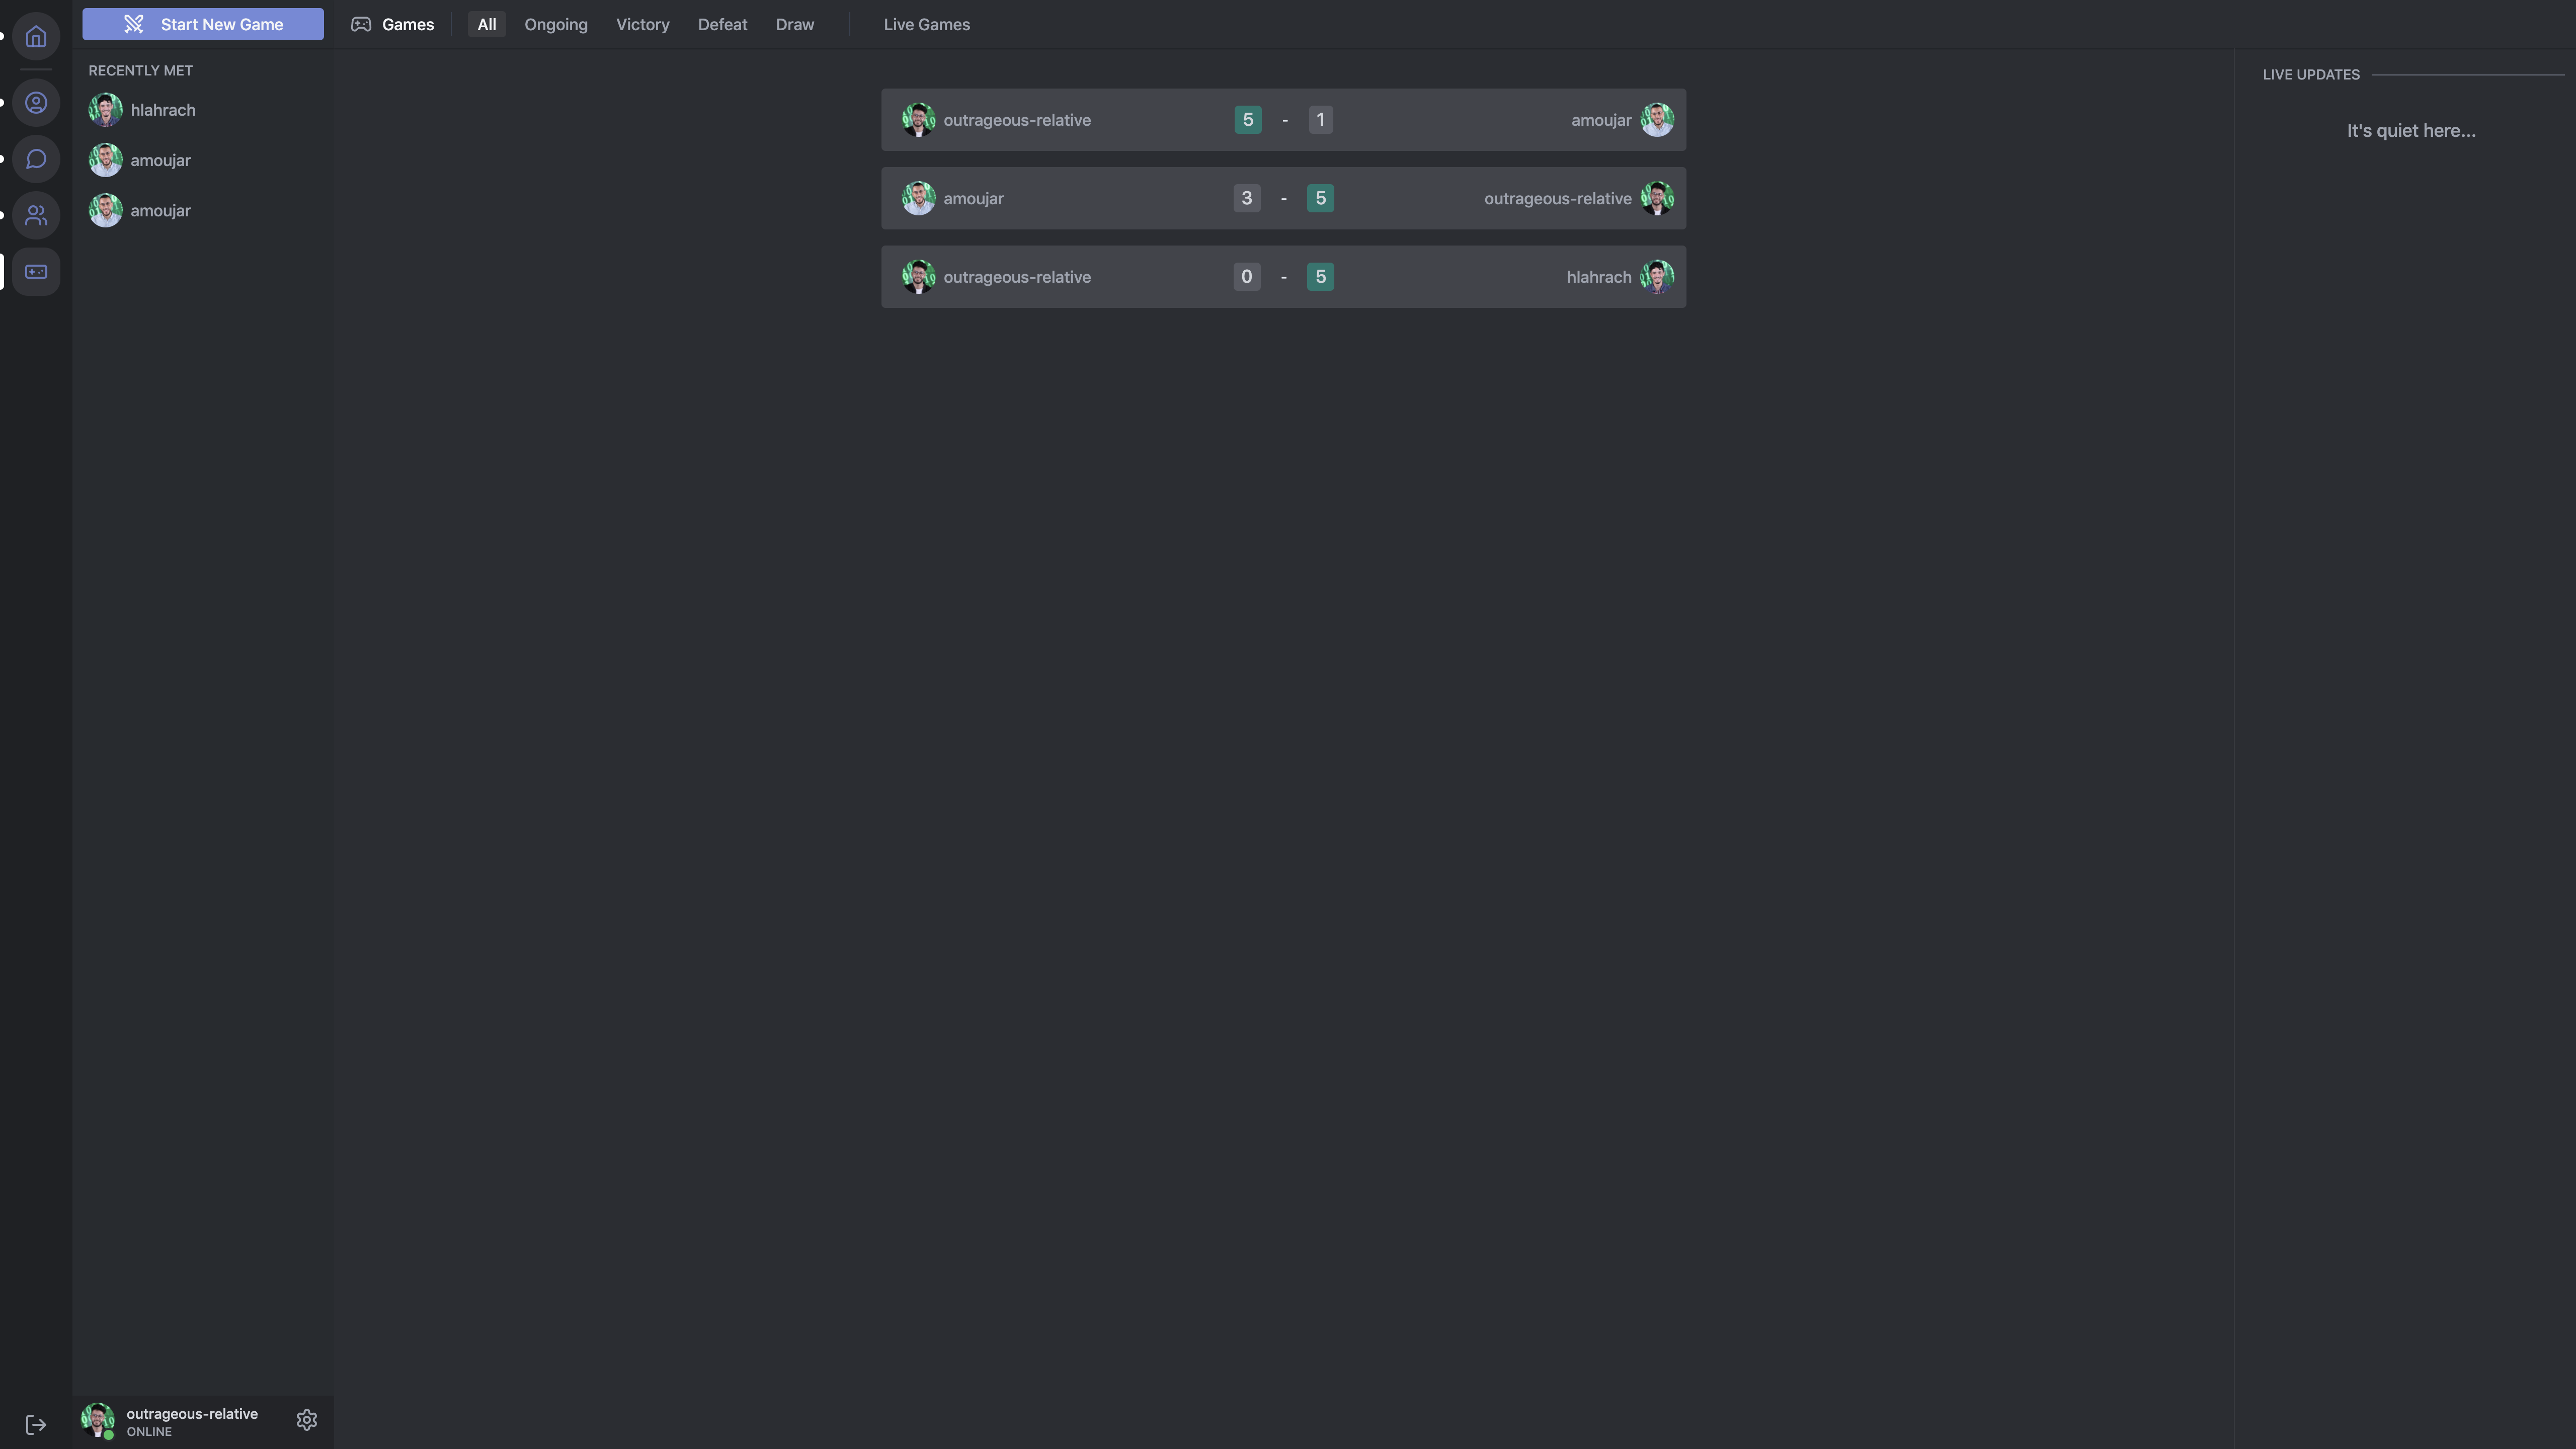 Start New Game
Games
All
Ongoing
Victory
Defeat
Draw
Live Games
RECENTLY MET
hlahrach
amoujar
amoujar
outrageous-relative 5 - 1 amoujar
amoujar 3 - 5 outrageous-relative
outrageous-relative 0 - 5 hlahrach
LIVE UPDATES
It's quiet here...
outrageous-relative
ONLINE